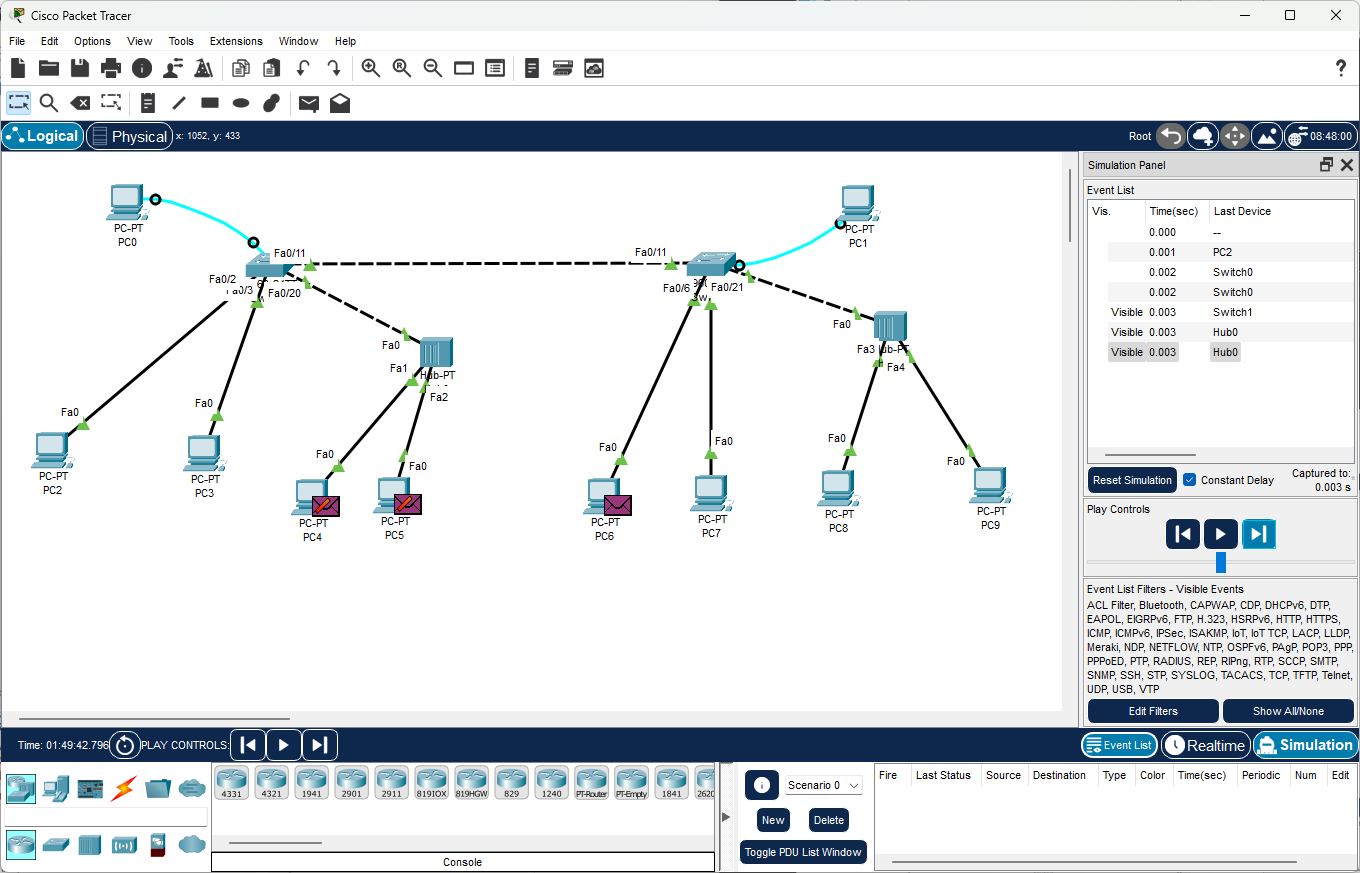 Cisco Packet Tracer
File Edit Options View Tools Extensions Window Help
Logical Physical x: 1052, y: 433 Root 08:48:00
PC-PT
PC0
PC-PT
PC1
Fa0/11
Fa0/11
Fa0/2
Fa0/20
Fa0/6
Fa0/21
Fa0
Hub-PT
Fa1
Fa2
Fa0
Fa3
Fa4
Fa0
PC-PT
PC2
Fa0
PC-PT
PC3
Fa0
PC-PT
PC4
Fa0
PC-PT
PC5
Fa0
PC-PT
PC6
Fa0
PC-PT
PC7
Fa0
PC-PT
PC8
Fa0
PC-PT
PC9
Simulation Panel
Event List
Vis. Time(sec) Last Device
0.000 --
0.001 PC2
0.002 Switch0
0.002 Switch0
Visible 0.003 Switch1
Visible 0.003 Hub0
Visible 0.003 Hub0
Reset Simulation Constant Delay Captured to:
0.003 s
Play Controls
Event List Filters - Visible Events
ACL Filter, Bluetooth, CAPWAP, CDP, DHCPv6, DTP,
EAPOL, EIGRPv6, FTP, H.323, HSRPv6, HTTP, HTTPS,
ICMP, ICMPv6, IPSec, ISAKMP, IoT, IoT TCP, LACP, LLDP,
Meraki, NDP, NETFLOW, NTP, OSPFv6, PAgP, POP3, PPP,
PPPoED, PTP, RADIUS, REP, RIPng, RTP, SCCP, SMTP,
SNMP, SSH, STP, SYSLOG, TACACS, TCP, TFTP, Telnet,
UDP, USB, VTP
Edit Filters Show All/None
Time: 01:49:42.796 PLAY CONTROLS: Event List Realtime Simulation
4331 4321 1941 2901 2911 819IOX 819HGW 829 1240 PT-Router PT-Empty 1841 2620
Console
Scenario 0
New Delete
Toggle PDU List Window
Fire Last Status Source Destination Type Color Time(sec) Periodic Num Edit